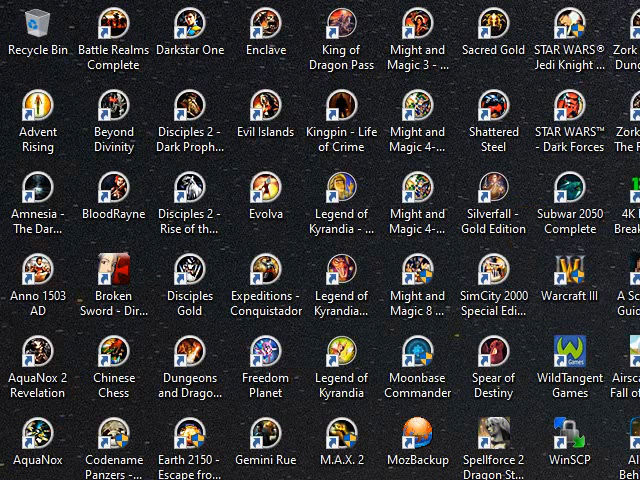 Recycle Bin
Battle Realms
Complete
Darkstar One
Enclave
King of
Dragon Pass
Might and
Magic 3 - ...
Sacred Gold
STAR WARS®
Jedi Knight ...
Zork
Dung
Advent
Rising
Beyond
Divinity
Disciples 2 -
Dark Proph...
Evil Islands
Kingpin - Life
of Crime
Might and
Magic 4-...
Shattered
Steel
STAR WARS™
- Dark Forces
Zork
The F
Amnesia -
The Dar...
BloodRayne
Disciples 2 -
Rise of th...
Evolva
Legend of
Kyrandia - ...
Might and
Magic 4-...
Silverfall -
Gold Edition
Subwar 2050
Complete
4K
Break
Anno 1503
AD
Broken
Sword - Dir...
Disciples
Gold
Expeditions -
Conquistador
Legend of
Kyrandia...
Might and
Magic 8 ...
SimCity 2000
Special Edi...
Warcraft III
A Sc
Guid
AquaNox 2
Revelation
Chinese
Chess
Dungeons
and Drago...
Freedom
Planet
Legend of
Kyrandia
Moonbase
Commander
Spear of
Destiny
Games
WildTangent
Games
Airsca
Fall of
AquaNox
Codename
Panzers -...
Earth 2150 -
Escape fro...
Gemini Rue
M.A.X. 2
MozBackup
Spellforce 2
Dragon St...
WinSCP
Al
Beh